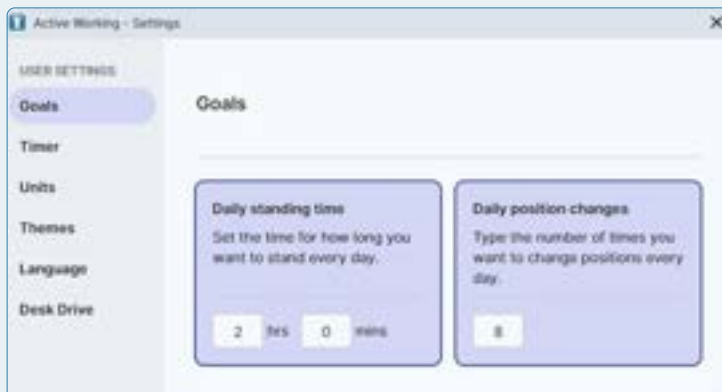 Active Working - Settings
USER SETTINGS
Goals
Timer
Units
Themes
Language
Desk Drive
Goals
Daily standing time
Set the time for how long you
want to stand every day.
2 hrs 0 mins
Daily position changes
Type the number of times you
want to change positions every
day.
8